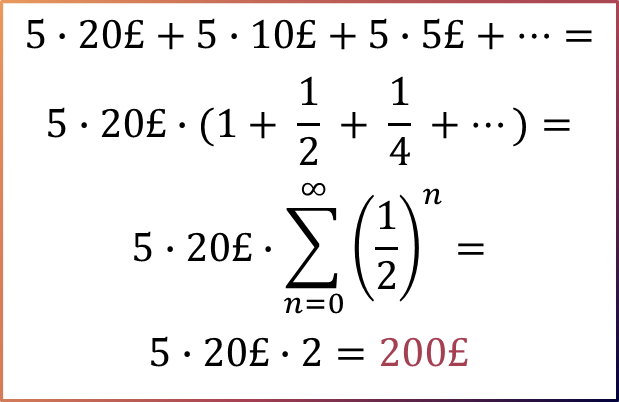 5 · 20£ + 5 · 10£ + 5 · 5£ + ⋯ =
5 · 20£ · (1 + 1/2 + 1/4 + ⋯ ) =
5 · 20£ · ∑_{n=0}^{∞} (1/2)^n =
5 · 20£ · 2 = 200£